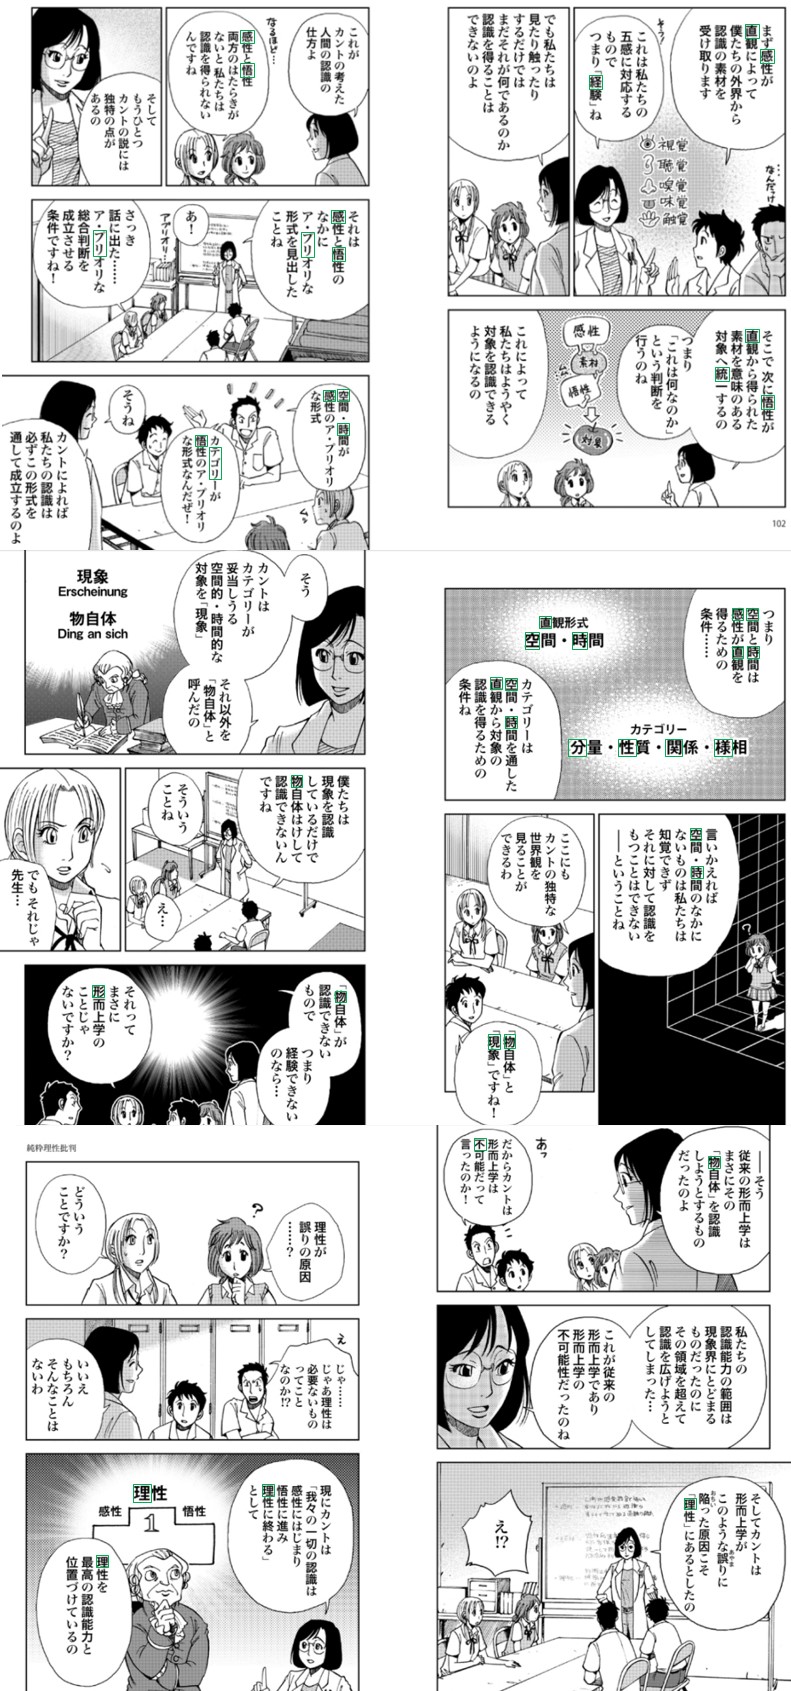 まず感性が
直観によって
僕たちの外界から
認識の素材を
受け取ります
これは私たちの
五感に対応する
もので
つまり「経験」ね
そっか
視覚
聴覚
嗅覚
味覚
触覚
…なんだっけ
でも私たちは
見たり触ったり
するだけでは
まだそれが何であるのか
認識を得ることは
できないのよ
そこで次に悟性が
直観から得られた
素材を意味のある
対象へ統一するの
つまり
「これは何なのか」
という判断を
行うのね
感性
素材
悟性
対象
これによって
私たちはようやく
対象を認識できる
ようになるの
102
これが
カントの考えた
人間の認識の
仕方よ
なるほど…
感性と悟性
両方のはたらきが
ないと私たちは
認識を得られない
んですね
そして
もうひとつ
カントの説には
独特の点が
あるの
それは
感性と悟性の
なかに
ア・プリオリな
形式を見出した
ことね
あ!
アプリオリ…
さっき
話に出た……
ア・プリオリな
総合判断を
成立させる
条件ですね!
空間・時間が
感性のア・プリオリ
な形式
カテゴリーが
悟性のア・プリオリ
な形式なんだぜ!
そうね
カントによれば
私たちの認識は
必ずこの形式を
通して成立するのよ
つまり
空間と時間は
感性が直観を
得るための
条件……
直観形式
空間・時間
カテゴリーは
空間・時間を通した
直観から対象の
認識を得るための
条件ね
カテゴリー
分量・性質・関係・様相
言いかえれば
空間・時間のなかに
ないものは私たちは
知覚できず
それに対して認識を
もつことはできない
──ということね
?
ここにも
カントの独特な
世界観を
見ることが
できるわ
「物自体」と
「現象」ですね!
そう
カントは
カテゴリーが
妥当しうる
空間的・時間的な
対象を「現象」
それ以外を
「物自体」と
呼んだの
現象
Erscheinung
物自体
Ding an sich
僕たちは
現象を認識
しているだけで
物自体はけして
認識できないん
ですね
そういう
ことね
え…
でもそれじゃ
先生…
「物自体」が
認識できない
もので
つまり
経験できない
のなら…
それって
まさに
形而上学の
ことじゃ
ないですか?
──そう
従来の形而上学は
まさにその
「物自体」を認識
しようとするもの
だったのよ
あっ
だからカントは
形而上学は
不可能だって
言ったのか!
私たちの
認識能力の範囲は
現象界にとどまる
ものだったのに
その領域を超えて
認識を広げようと
してしまった…
これが従来の
形而上学であり
形而上学の
不可能性だったのね
そしてカントは
形而上学が
このような誤りに
陥った原因こそ
「理性」にあるとしたの
え!?
純粋理性批判
理性が
誤りの原因
……?
?
どういう
ことですか?
え
じゃ……
じゃあ理性は
必要ないもの
ってこと
なのか!?
いいえ
もちろん
そんなことは
ないわ
現にカントは
「我々の一切の認識は
感性にはじまり
悟性に進み
理性に終わる」
として
理性
感性
悟性
1
理性を
最高の認識能力と
位置づけているの